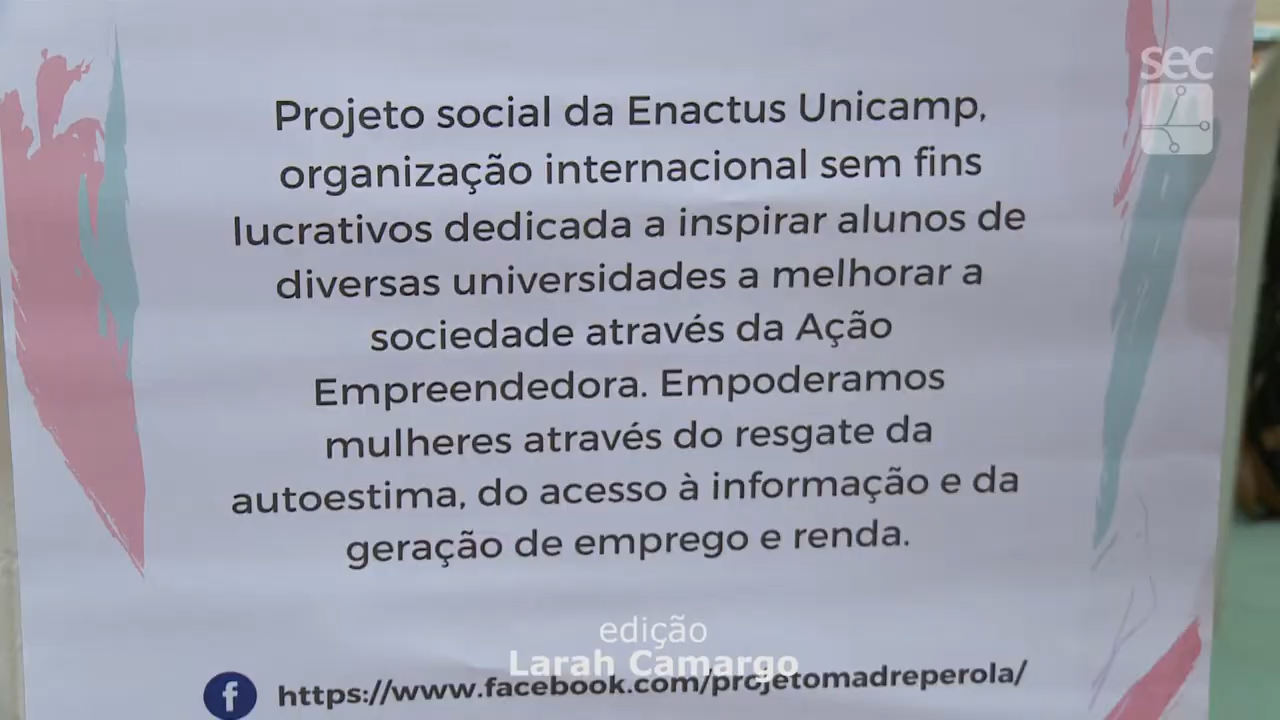 sec
Projeto social da Enactus Unicamp,
organização internacional sem fins
lucrativos dedicada a inspirar alunos de
diversas universidades a melhorar a
sociedade através da Ação
Empreendedora. Empoderamos
mulheres através do resgate da
autoestima, do acesso à informação e da
geração de emprego e renda.
edição
Larah Camargo
f https://www.facebook.com/projetomadreperola/